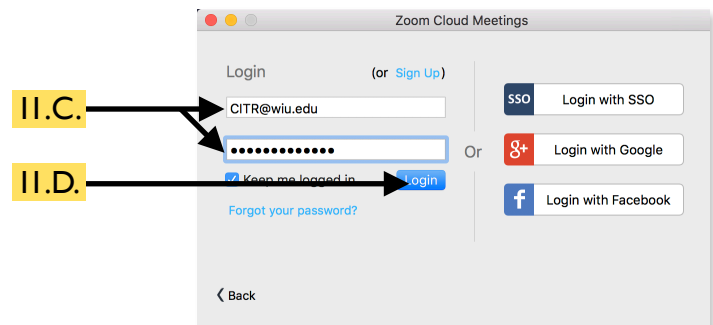 Zoom Cloud Meetings
Login
(or Sign Up)
II.C.
CITR@wiu.edu
•••••••••••••
II.D.
Keep me logged in
Login
Forgot your password?
Or
SSO Login with SSO
g+ Login with Google
f Login with Facebook
Back